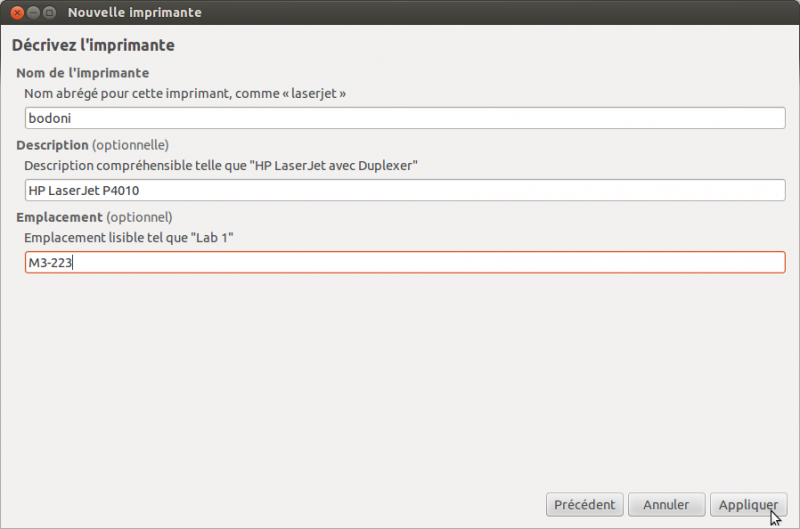 Nouvelle imprimante
Décrivez l'imprimante
Nom de l'imprimante
Nom abrégé pour cette imprimant, comme « laserjet »
bodoni
Description (optionnelle)
Description compréhensible telle que "HP LaserJet avec Duplexer"
HP LaserJet P4010
Emplacement (optionnel)
Emplacement lisible tel que "Lab 1"
M3-223
Précédent Annuler Appliquer